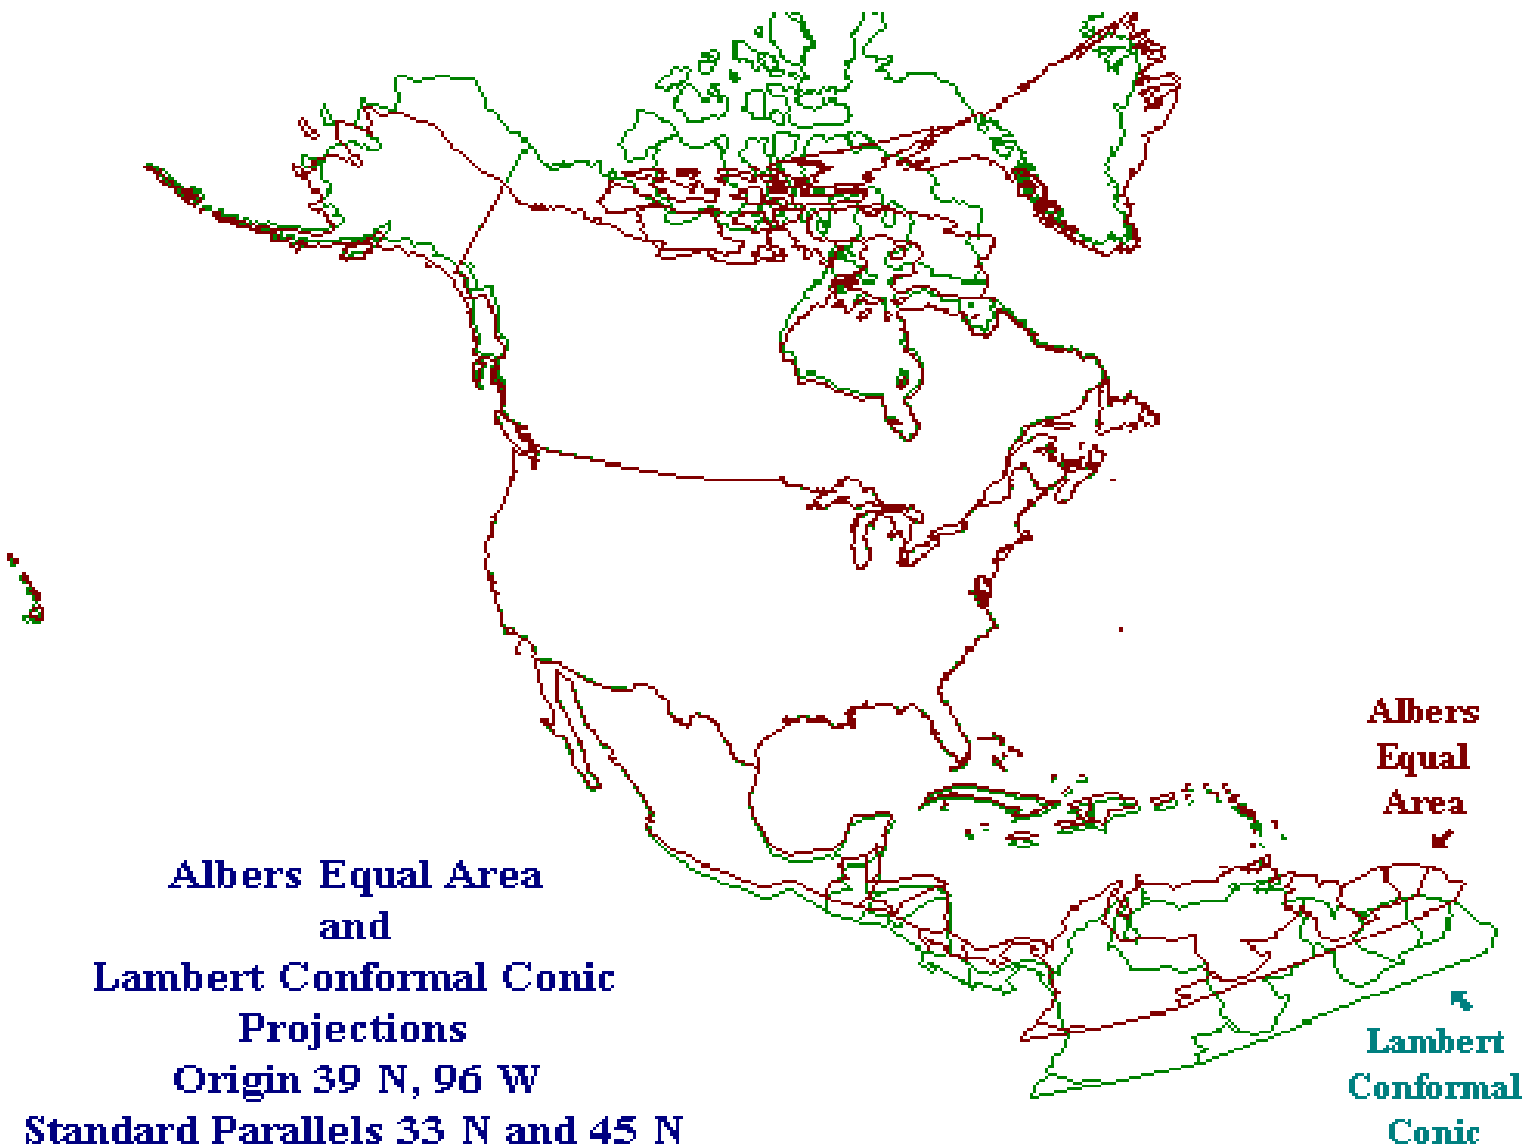 Albers
Equal
Area
Albers Equal Area
and
Lambert Conformal Conic
Projections
Origin 39 N, 96 W
Standard Parallels 33 N and 45 N
Lambert
Conformal
Conic